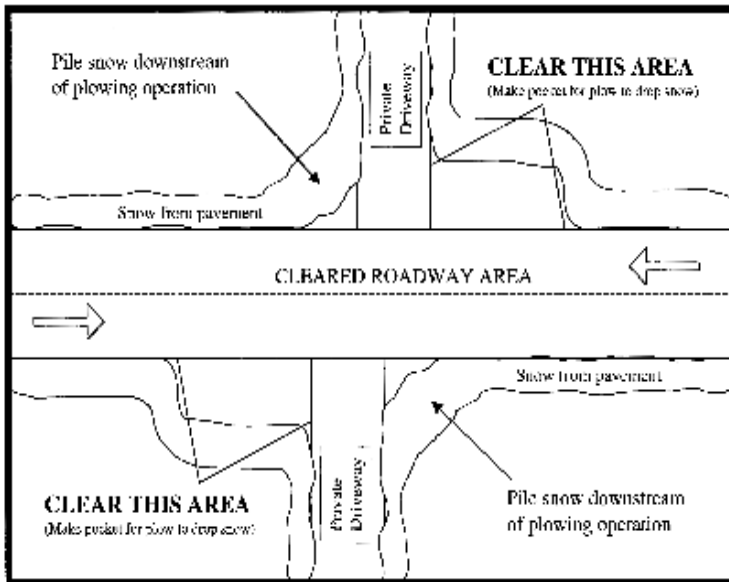 Pile snow downstream
of plowing operation
Private
Driveway
CLEAR THIS AREA
(Make pocket for plow to drop snow)
Snow from pavement
CLEARED ROADWAY AREA
Snow from pavement
CLEAR THIS AREA
(Make pocket for plow to drop snow)
Private
Driveway
Pile snow downstream
of plowing operation